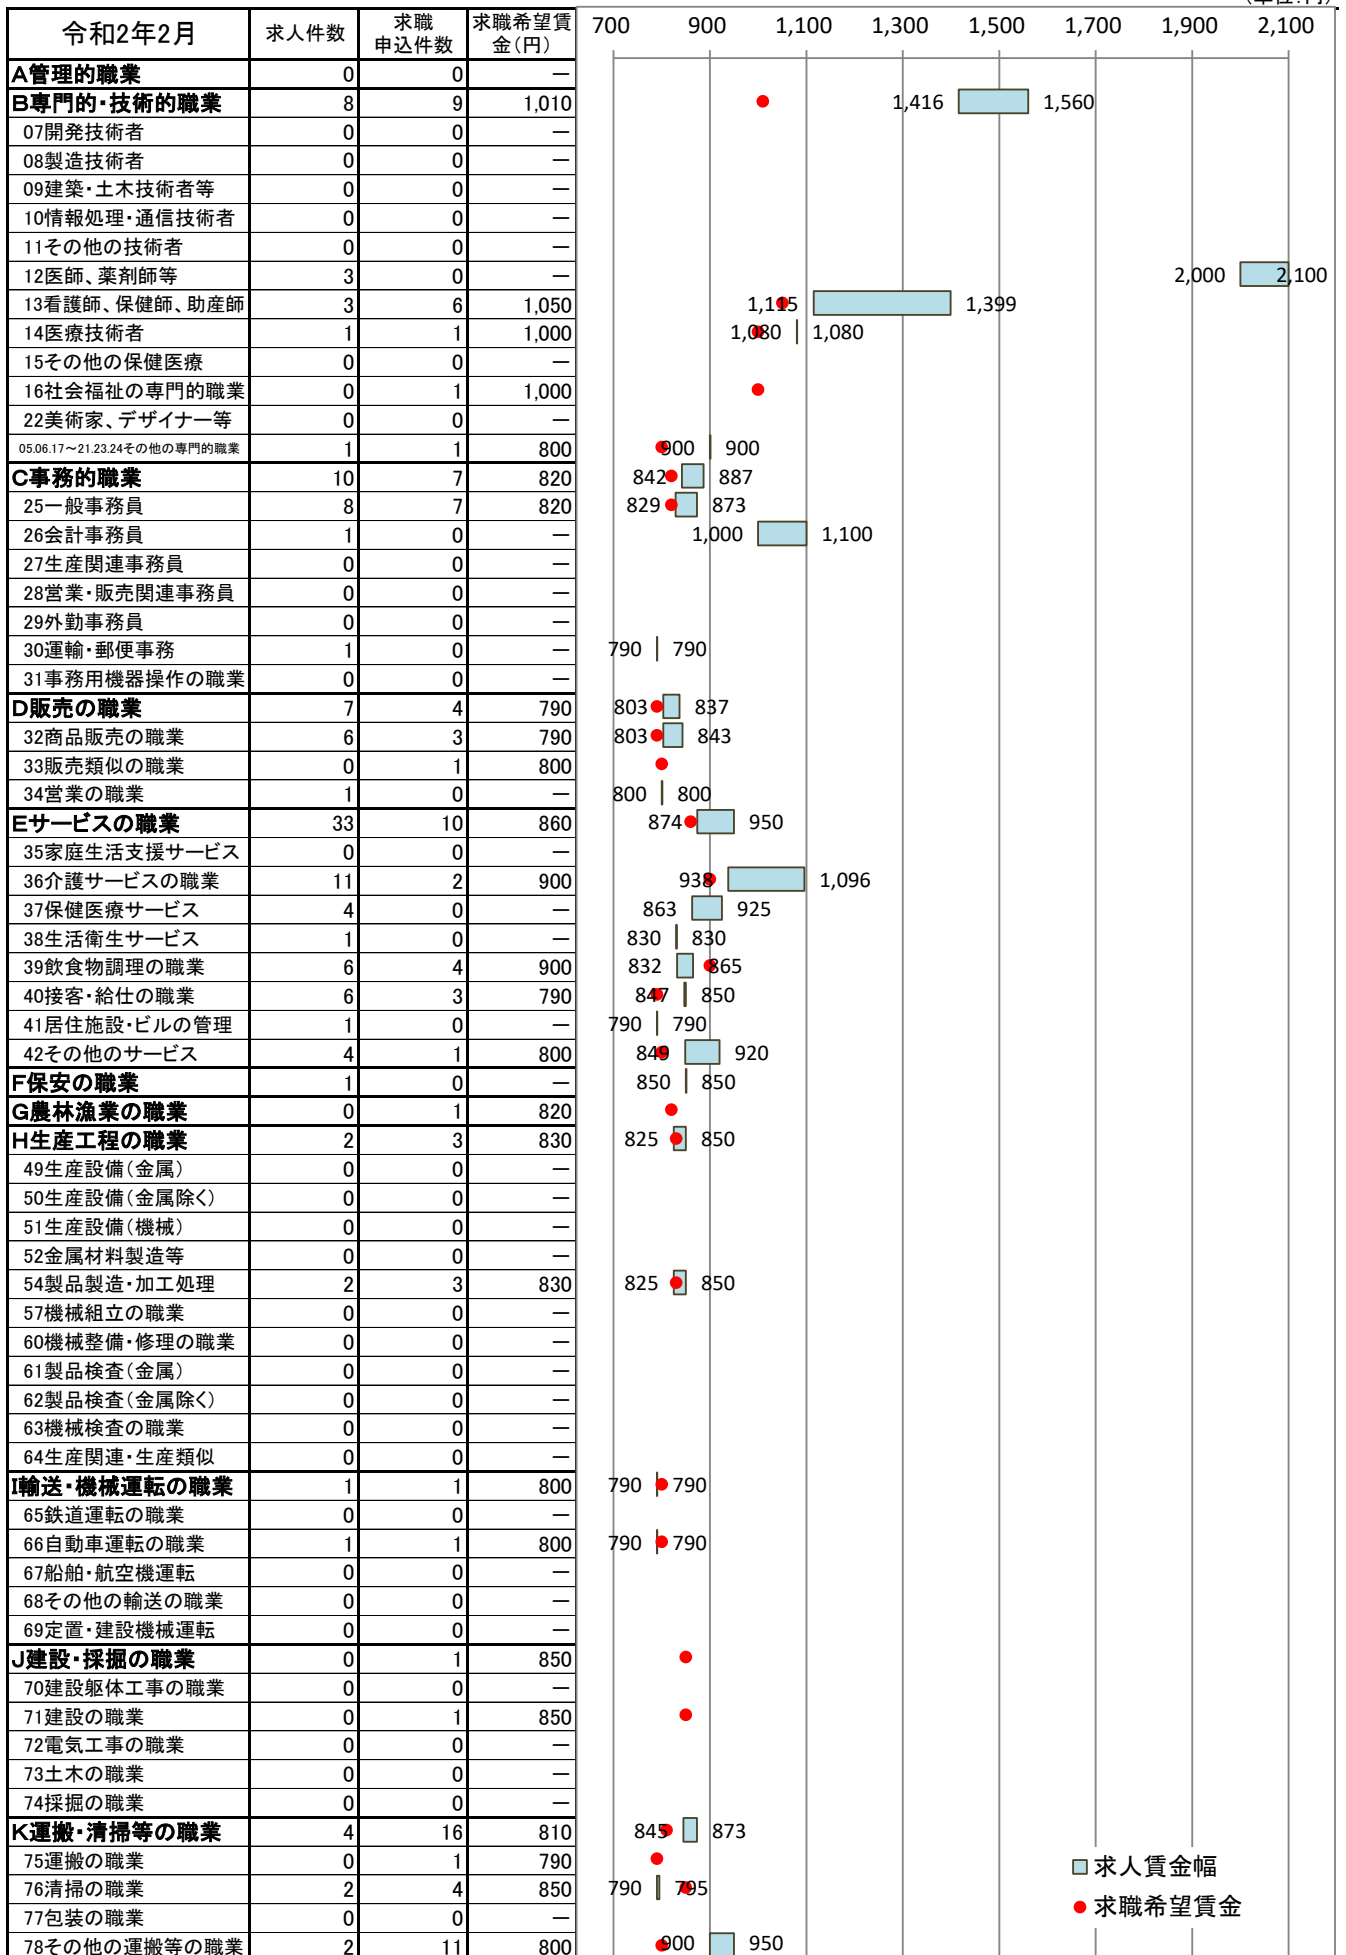 (単位:円)
令和2年2月 求人件数 求職申込件数 求職希望賃金(円) 700 900 1,100 1,300 1,500 1,700 1,900 2,100
A管理的職業 0 0 ―
B専門的・技術的職業 8 9 1,010 1,416 1,560
07開発技術者 0 0 ―
08製造技術者 0 0 ―
09建築・土木技術者等 0 0 ―
10情報処理・通信技術者 0 0 ―
11その他の技術者 0 0 ―
12医師、薬剤師等 3 0 ― 2,000 2,100
13看護師、保健師、助産師 3 6 1,050 1,115 1,399
14医療技術者 1 1 1,000 1,080 1,080
15その他の保健医療 0 0 ―
16社会福祉の専門的職業 0 1 1,000
22美術家、デザイナー等 0 0 ―
05.06.17～21.23.24その他の専門的職業 1 1 800 900 900
C事務的職業 10 7 820 842 887
25一般事務員 8 7 820 829 873
26会計事務員 1 0 ― 1,000 1,100
27生産関連事務員 0 0 ―
28営業・販売関連事務員 0 0 ―
29外勤事務員 0 0 ―
30運輸・郵便事務 1 0 ― 790 790
31事務用機器操作の職業 0 0 ―
D販売の職業 7 4 790 803 837
32商品販売の職業 6 3 790 803 843
33販売類似の職業 0 1 800
34営業の職業 1 0 ― 800 800
Eサービスの職業 33 10 860 874 950
35家庭生活支援サービス 0 0 ―
36介護サービスの職業 11 2 900 938 1,096
37保健医療サービス 4 0 ― 863 925
38生活衛生サービス 1 0 ― 830 830
39飲食物調理の職業 6 4 900 832 865
40接客・給仕の職業 6 3 790 847 850
41居住施設・ビルの管理 1 0 ― 790 790
42その他のサービス 4 1 800 849 920
F保安の職業 1 0 ― 850 850
G農林漁業の職業 0 1 820
H生産工程の職業 2 3 830 825 850
49生産設備(金属) 0 0 ―
50生産設備(金属除く) 0 0 ―
51生産設備(機械) 0 0 ―
52金属材料製造等 0 0 ―
54製品製造・加工処理 2 3 830 825 850
57機械組立の職業 0 0 ―
60機械整備・修理の職業 0 0 ―
61製品検査(金属) 0 0 ―
62製品検査(金属除く) 0 0 ―
63機械検査の職業 0 0 ―
64生産関連・生産類似 0 0 ―
I輸送・機械運転の職業 1 1 800 790 790
65鉄道運転の職業 0 0 ―
66自動車運転の職業 1 1 800 790 790
67船舶・航空機運転 0 0 ―
68その他の輸送の職業 0 0 ―
69定置・建設機械運転 0 0 ―
J建設・採掘の職業 0 1 850
70建設躯体工事の職業 0 0 ―
71建設の職業 0 1 850
72電気工事の職業 0 0 ―
73土木の職業 0 0 ―
74採掘の職業 0 0 ―
K運搬・清掃等の職業 4 16 810 845 873
75運搬の職業 0 1 790
76清掃の職業 2 4 850 790 795
77包装の職業 0 0 ―
78その他の運搬等の職業 2 11 800 900 950
求人賃金幅
求職希望賃金